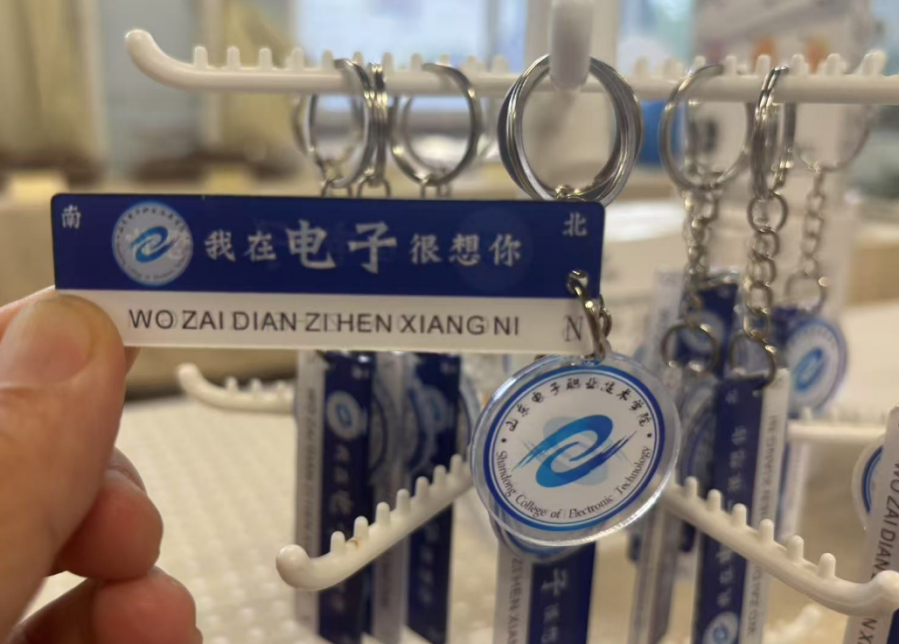 南
北
我在电子很想你
WO ZAI DIAN ZI HEN XIANG NI
N
山东电子职业技术学院
Shandong College of Electronic Technology